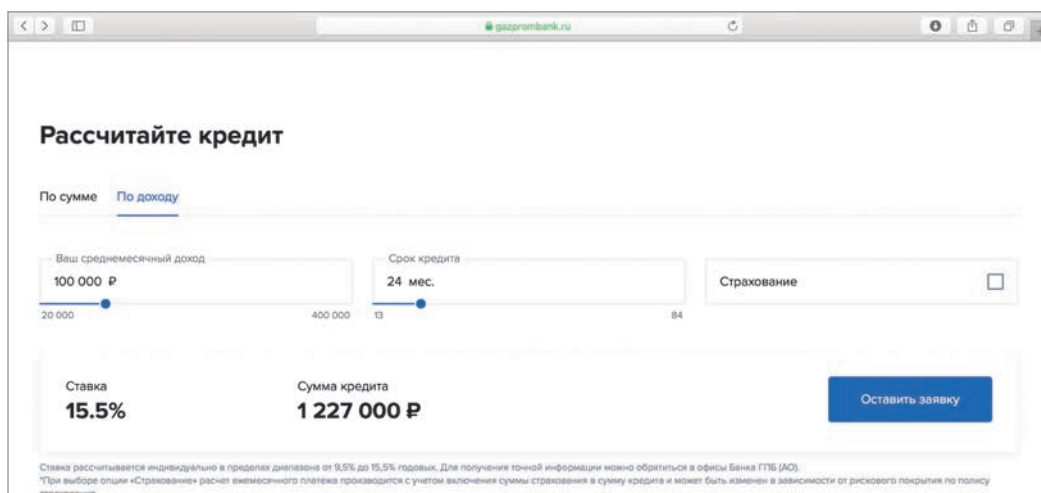 gazprombank.ru
Рассчитайте кредит
По сумме По доходу
Ваш среднемесячный доход
100 000 ₽
20 000 400 000
Срок кредита
24 мес.
13 84
Страхование
Ставка
15.5%
Сумма кредита
1 227 000 ₽
Оставить заявку
Ставка рассчитывается индивидуально в пределах диапазона от 9,5% до 15,5% годовых. Для получения точной информации можно обратиться в офисы Банка ГПБ (АО).
*При выборе опции «Страхование» расчет ежемесячного платежа производится с учетом включения суммы страхования в сумму кредита и может быть изменен в зависимости от рискового покрытия по полису